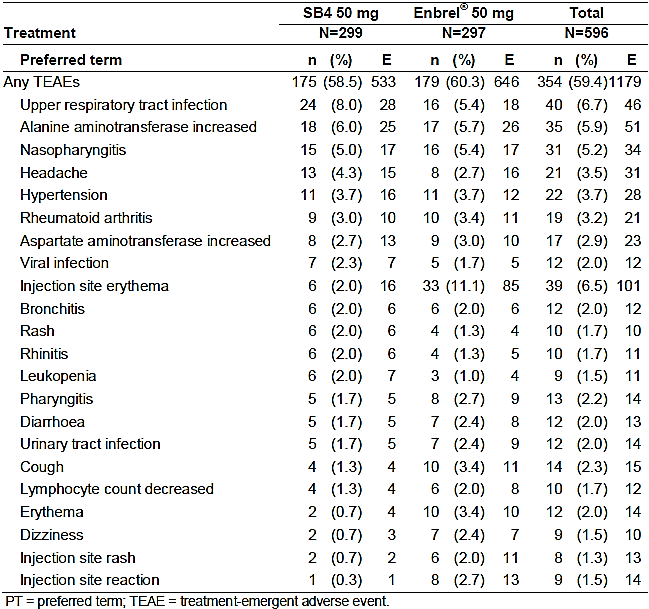 SB4 50 mg Enbrel® 50 mg Total
Treatment N=299 N=297 N=596
Preferred term n (%) E n (%) E n (%) E
Any TEAEs 175 (58.5) 533 179 (60.3) 646 354 (59.4) 1179
Upper respiratory tract infection 24 (8.0) 28 16 (5.4) 18 40 (6.7) 46
Alanine aminotransferase increased 18 (6.0) 25 17 (5.7) 26 35 (5.9) 51
Nasopharyngitis 15 (5.0) 17 16 (5.4) 17 31 (5.2) 34
Headache 13 (4.3) 15 8 (2.7) 16 21 (3.5) 31
Hypertension 11 (3.7) 16 11 (3.7) 12 22 (3.7) 28
Rheumatoid arthritis 9 (3.0) 10 10 (3.4) 11 19 (3.2) 21
Aspartate aminotransferase increased 8 (2.7) 13 9 (3.0) 10 17 (2.9) 23
Viral infection 7 (2.3) 7 5 (1.7) 5 12 (2.0) 12
Injection site erythema 6 (2.0) 16 33 (11.1) 85 39 (6.5) 101
Bronchitis 6 (2.0) 6 6 (2.0) 6 12 (2.0) 12
Rash 6 (2.0) 6 4 (1.3) 4 10 (1.7) 10
Rhinitis 6 (2.0) 6 4 (1.3) 5 10 (1.7) 11
Leukopenia 6 (2.0) 7 3 (1.0) 4 9 (1.5) 11
Pharyngitis 5 (1.7) 5 8 (2.7) 9 13 (2.2) 14
Diarrhoea 5 (1.7) 5 7 (2.4) 8 12 (2.0) 13
Urinary tract infection 5 (1.7) 5 7 (2.4) 9 12 (2.0) 14
Cough 4 (1.3) 4 10 (3.4) 11 14 (2.3) 15
Lymphocyte count decreased 4 (1.3) 4 6 (2.0) 8 10 (1.7) 12
Erythema 2 (0.7) 4 10 (3.4) 10 12 (2.0) 14
Dizziness 2 (0.7) 3 7 (2.4) 7 9 (1.5) 10
Injection site rash 2 (0.7) 2 6 (2.0) 11 8 (1.3) 13
Injection site reaction 1 (0.3) 1 8 (2.7) 13 9 (1.5) 14
PT = preferred term; TEAE = treatment-emergent adverse event.